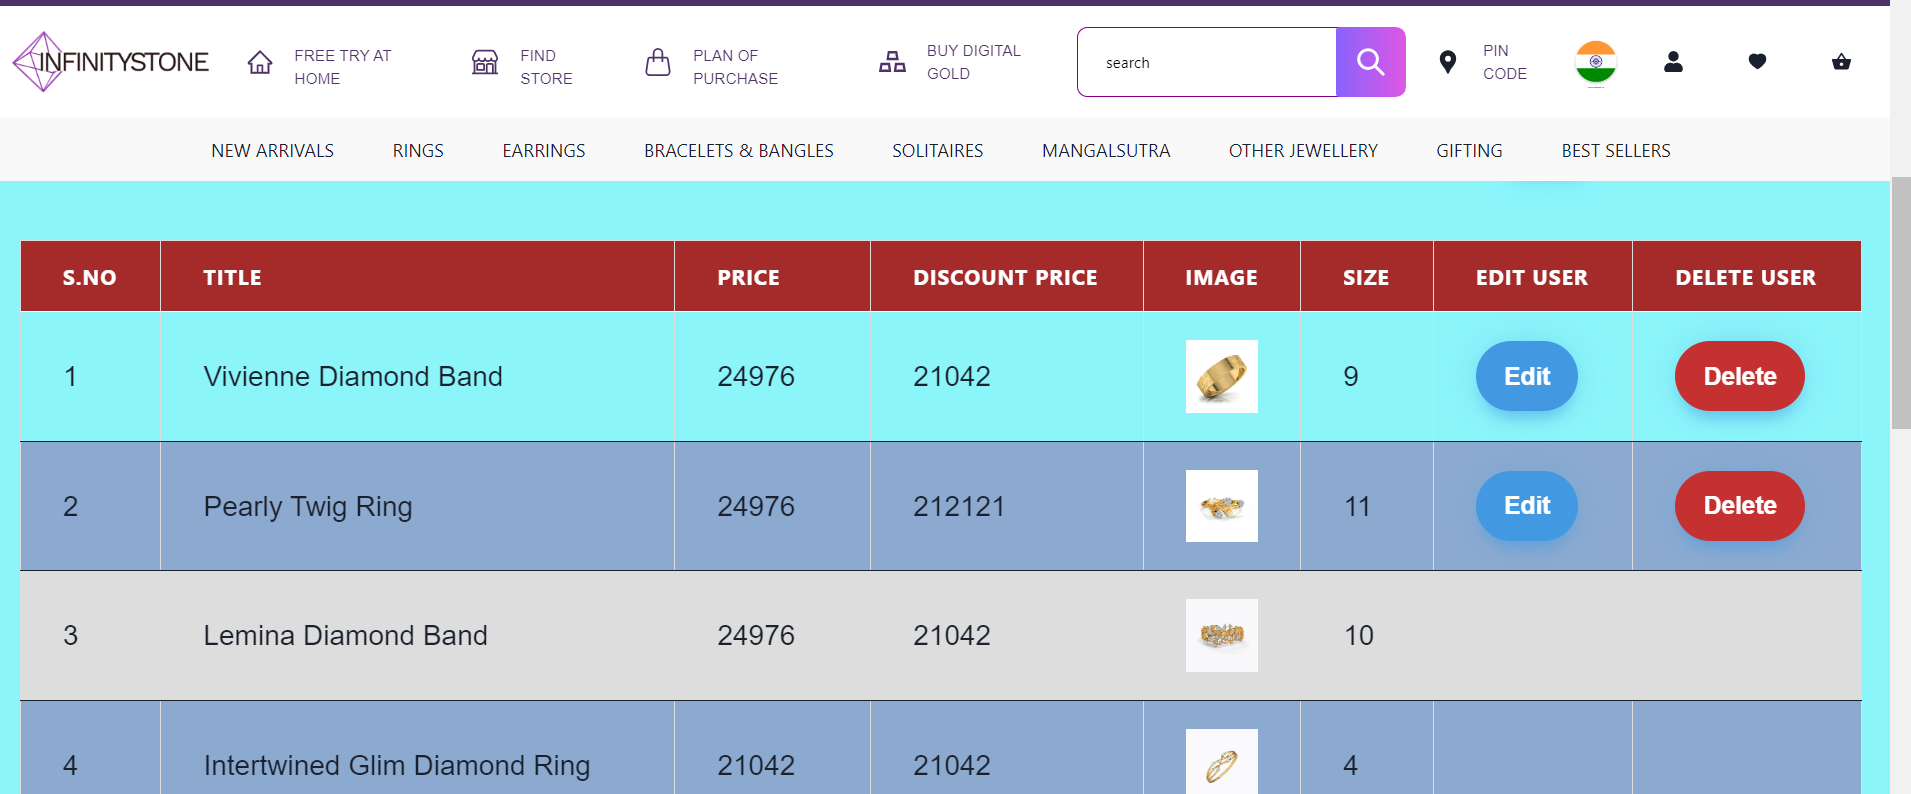 INFINITYSTONE
FREE TRY AT
HOME
FIND
STORE
PLAN OF
PURCHASE
BUY DIGITAL
GOLD
search
PIN
CODE
NEW ARRIVALS RINGS EARRINGS BRACELETS & BANGLES SOLITAIRES MANGALSUTRA OTHER JEWELLERY GIFTING BEST SELLERS
S.NO TITLE PRICE DISCOUNT PRICE IMAGE SIZE EDIT USER DELETE USER
1 Vivienne Diamond Band 24976 21042 9 Edit Delete
2 Pearly Twig Ring 24976 212121 11 Edit Delete
3 Lemina Diamond Band 24976 21042 10
4 Intertwined Glim Diamond Ring 21042 21042 4